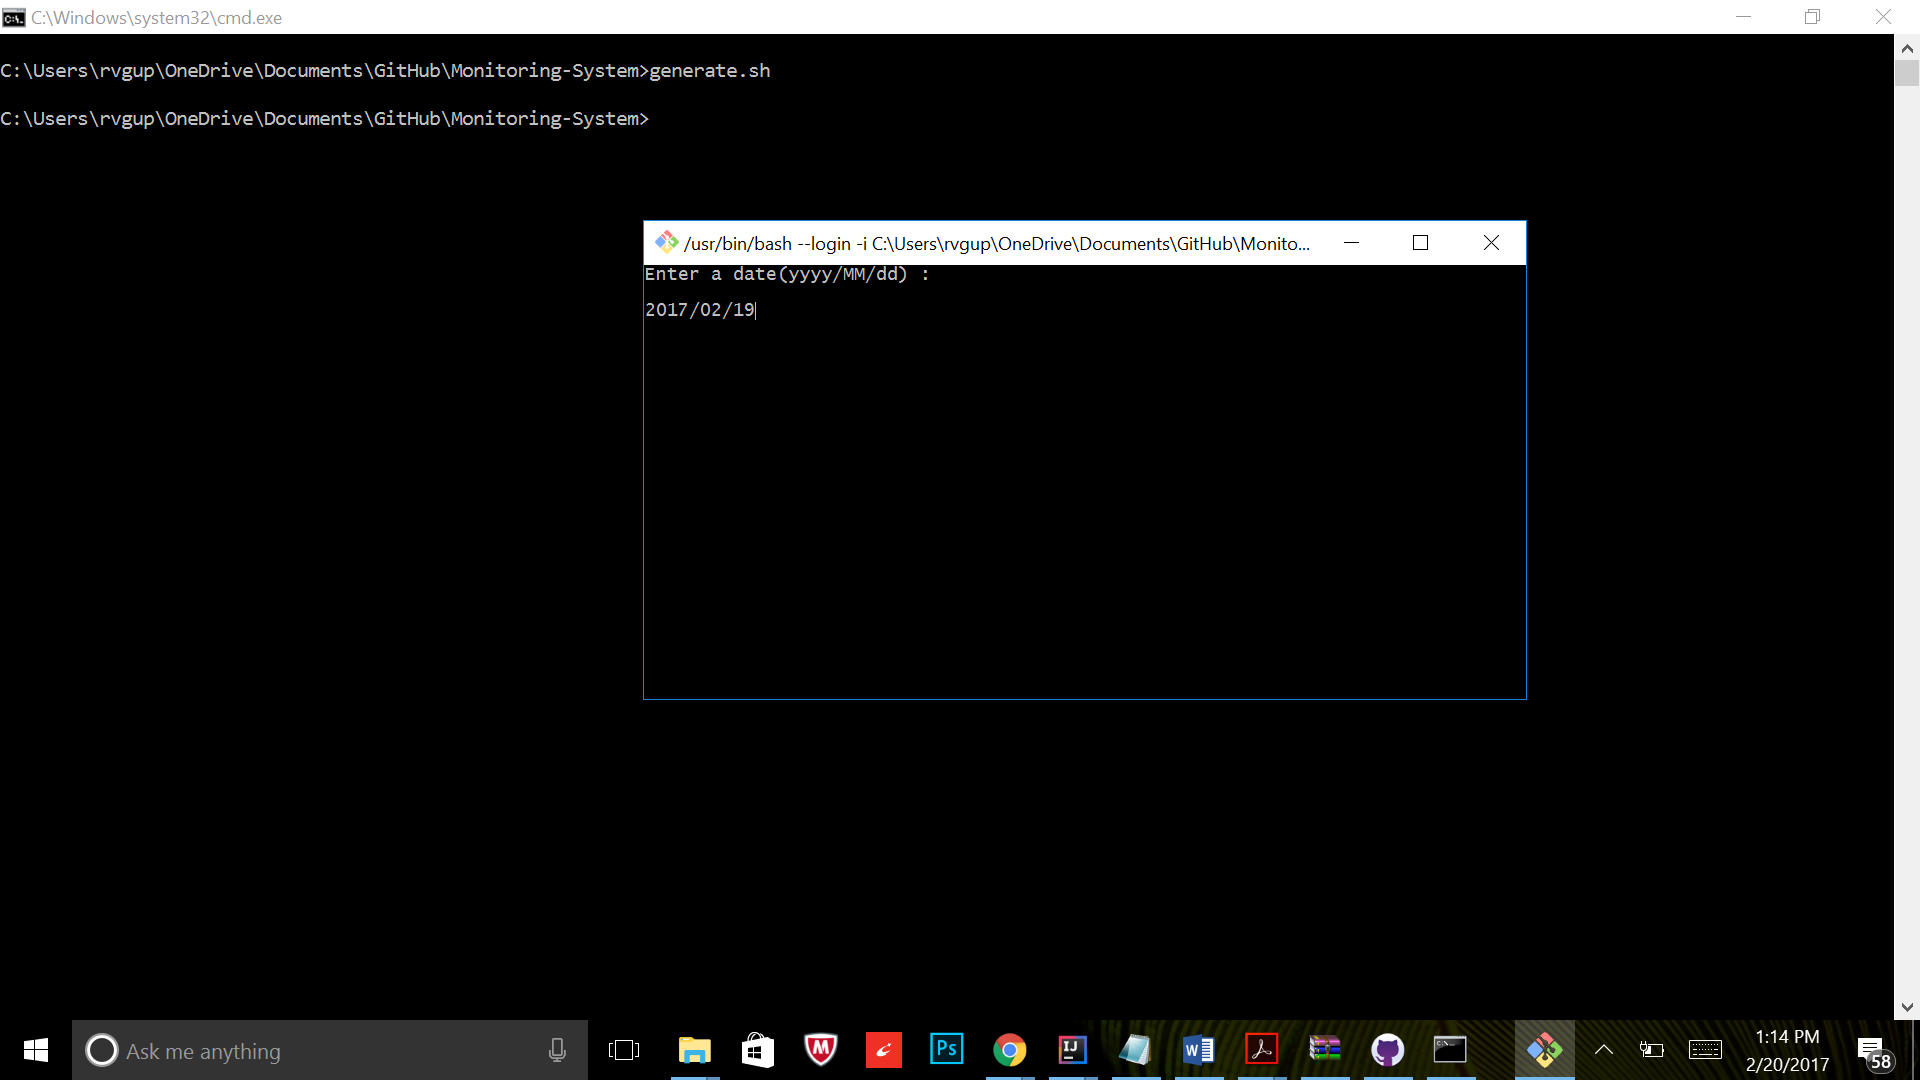 C:\Windows\system32\cmd.exe
C:\Users\rvgup\OneDrive\Documents\GitHub\Monitoring-System>generate.sh
C:\Users\rvgup\OneDrive\Documents\GitHub\Monitoring-System>
/usr/bin/bash --login -i C:\Users\rvgup\OneDrive\Documents\GitHub\Monito...
Enter a date(yyyy/MM/dd) :
2017/02/19
Ask me anything
Ps
IJ
1:14 PM
2/20/2017
58